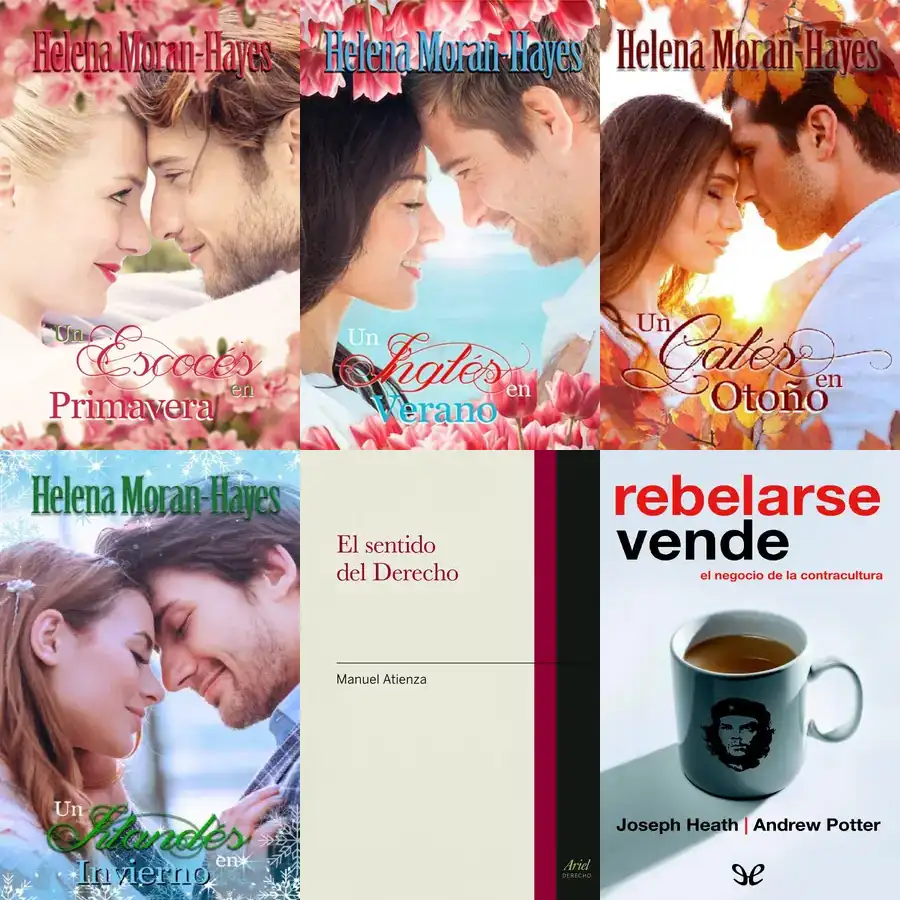 Helena Moran-Hayes
Un
Escocés
en
Primavera
Helena Moran-Hayes
Un
Inglés
en
Verano
Helena Moran-Hayes
Un
Galés
en
Otoño
Helena Moran-Hayes
Un
Irlandés
en
Invierno
El sentido
del Derecho
Manuel Atienza
Ariel
DERECHO
rebelarse
vende
el negocio de la contracultura
Joseph Heath | Andrew Potter